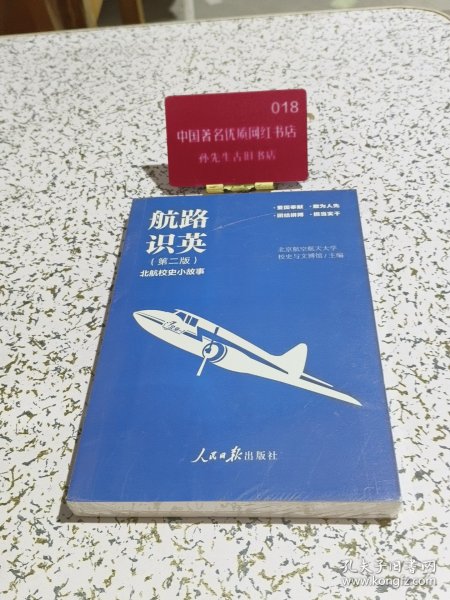 018
中国著名优质网红书店
孙先生古旧书店
·爱国奉献 ·敢为人先
·团结拼搏 ·担当实干
航路
识英
（第二版）
北航校史小故事
北京航空航天大学
校史与文博馆/主编
人民日报出版社
孔夫子旧书网
www.kongfz.com